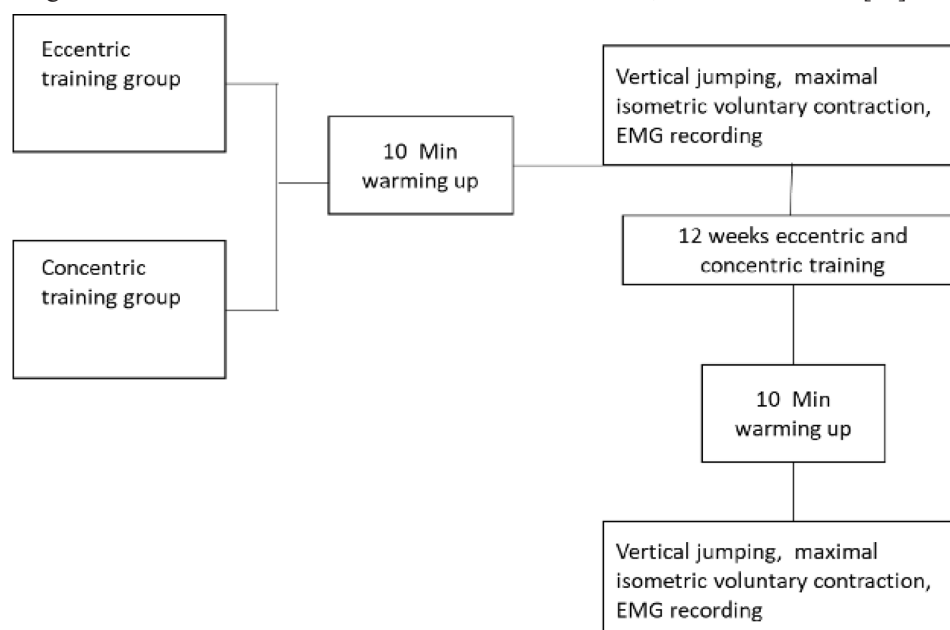 Eccentric
training group
Concentric
training group
10 Min
warming up
Vertical jumping, maximal
isometric voluntary contraction,
EMG recording
12 weeks eccentric and
concentric training
10 Min
warming up
Vertical jumping, maximal
isometric voluntary contraction,
EMG recording